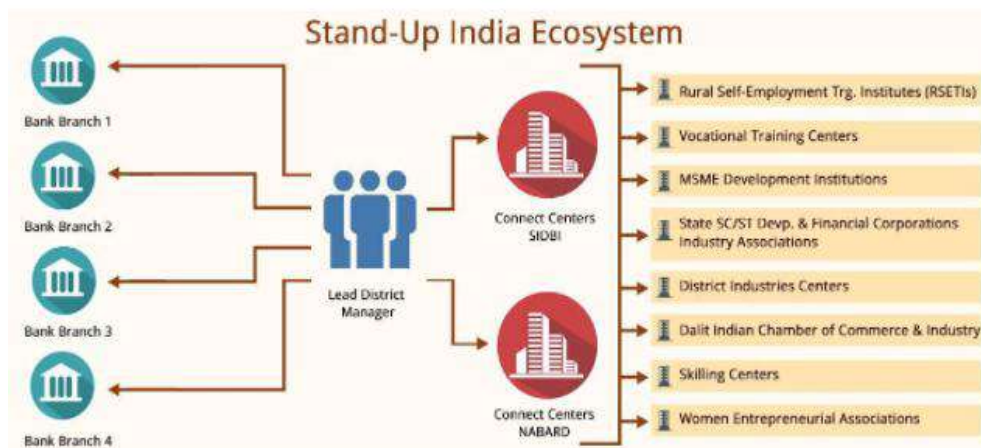 Stand-Up India Ecosystem
Bank Branch 1
Bank Branch 2
Bank Branch 3
Bank Branch 4
Lead District
Manager
Connect Centers
SIDBI
Connect Centers
NABARD
Rural Self-Employment Trg. Institutes (RSETIs)
Vocational Training Centers
MSME Development Institutions
State SC/ST Devp. & Financial Corporations
Industry Associations
District Industries Centers
Dalit Indian Chamber of Commerce & Industry
Skilling Centers
Women Entrepreneurial Associations